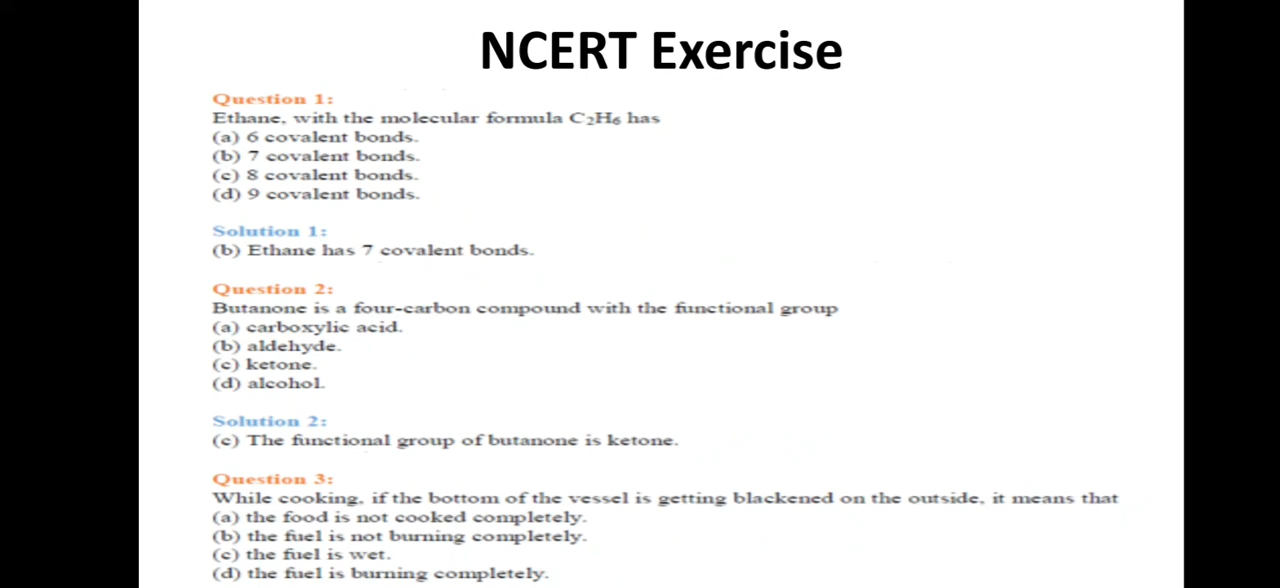 NCERT Exercise
Question 1:
Ethane, with the molecular formula C₂H₆ has
(a) 6 covalent bonds.
(b) 7 covalent bonds.
(c) 8 covalent bonds.
(d) 9 covalent bonds.
Solution 1:
(b) Ethane has 7 covalent bonds.
Question 2:
Butanone is a four-carbon compound with the functional group
(a) carboxylic acid.
(b) aldehyde.
(c) ketone.
(d) alcohol.
Solution 2:
(c) The functional group of butanone is ketone.
Question 3:
While cooking, if the bottom of the vessel is getting blackened on the outside, it means that
(a) the food is not cooked completely.
(b) the fuel is not burning completely.
(c) the fuel is wet.
(d) the fuel is burning completely.